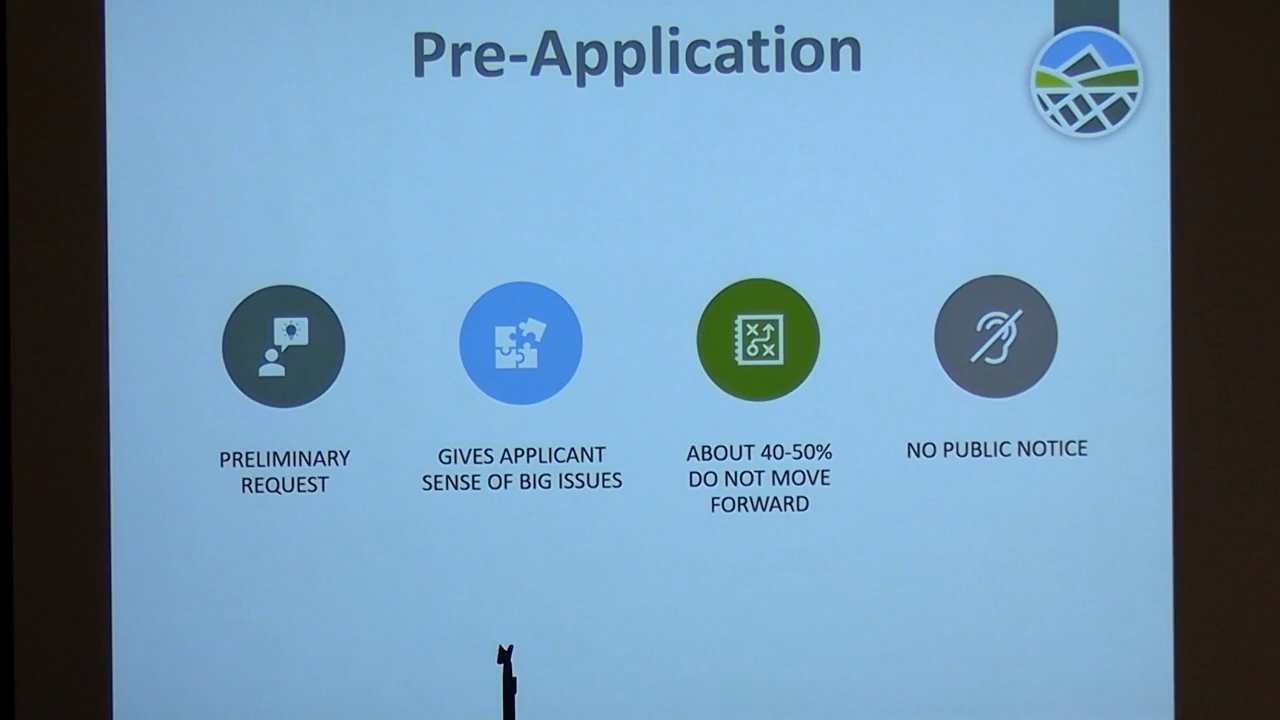 Pre-Application
PRELIMINARY
REQUEST
GIVES APPLICANT
SENSE OF BIG ISSUES
ABOUT 40-50%
DO NOT MOVE
FORWARD
NO PUBLIC NOTICE